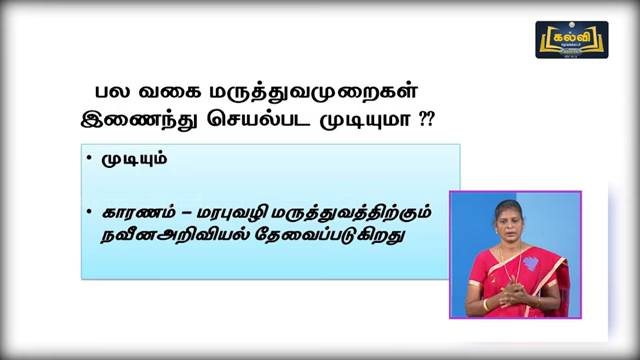 கல்வி
பல வகை மருத்துவமுறைகள்
இணைந்து செயல்பட முடியுமா ??
• முடியும்
• காரணம் – மரபுவழி மருத்துவத்திற்கும்
நவீனஅறிவியல் தேவைப்படுகிறது